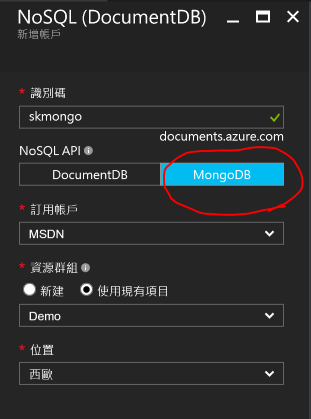 NoSQL (DocumentDB)
新增帳戶
* 識別碼
skmongo
documents.azure.com
NoSQL API
DocumentDB MongoDB
* 訂用帳戶
MSDN
* 資源群組
新建 使用現有項目
Demo
* 位置
西歐